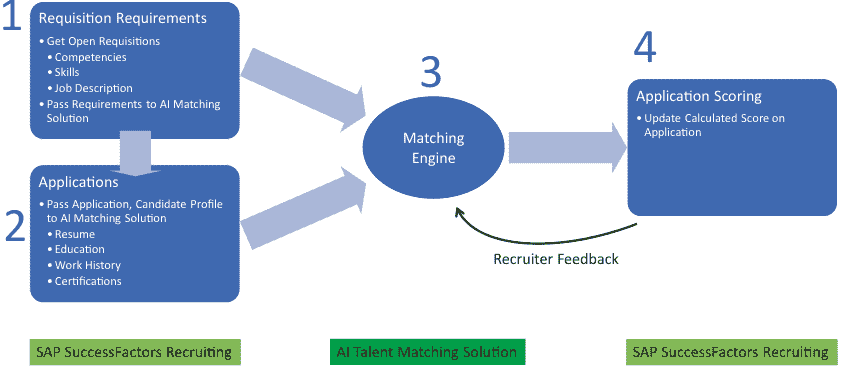 1
Requisition Requirements
• Get Open Requisitions
• Competencies
• Skills
• Job Description
• Pass Requirements to AI Matching
Solution
2
Applications
• Pass Application, Candidate Profile
to AI Matching Solution
• Resume
• Education
• Work History
• Certifications
3
Matching
Engine
4
Application Scoring
• Update Calculated Score on
Application
Recruiter Feedback
SAP SuccessFactors Recruiting
AI Talent Matching Solution
SAP SuccessFactors Recruiting